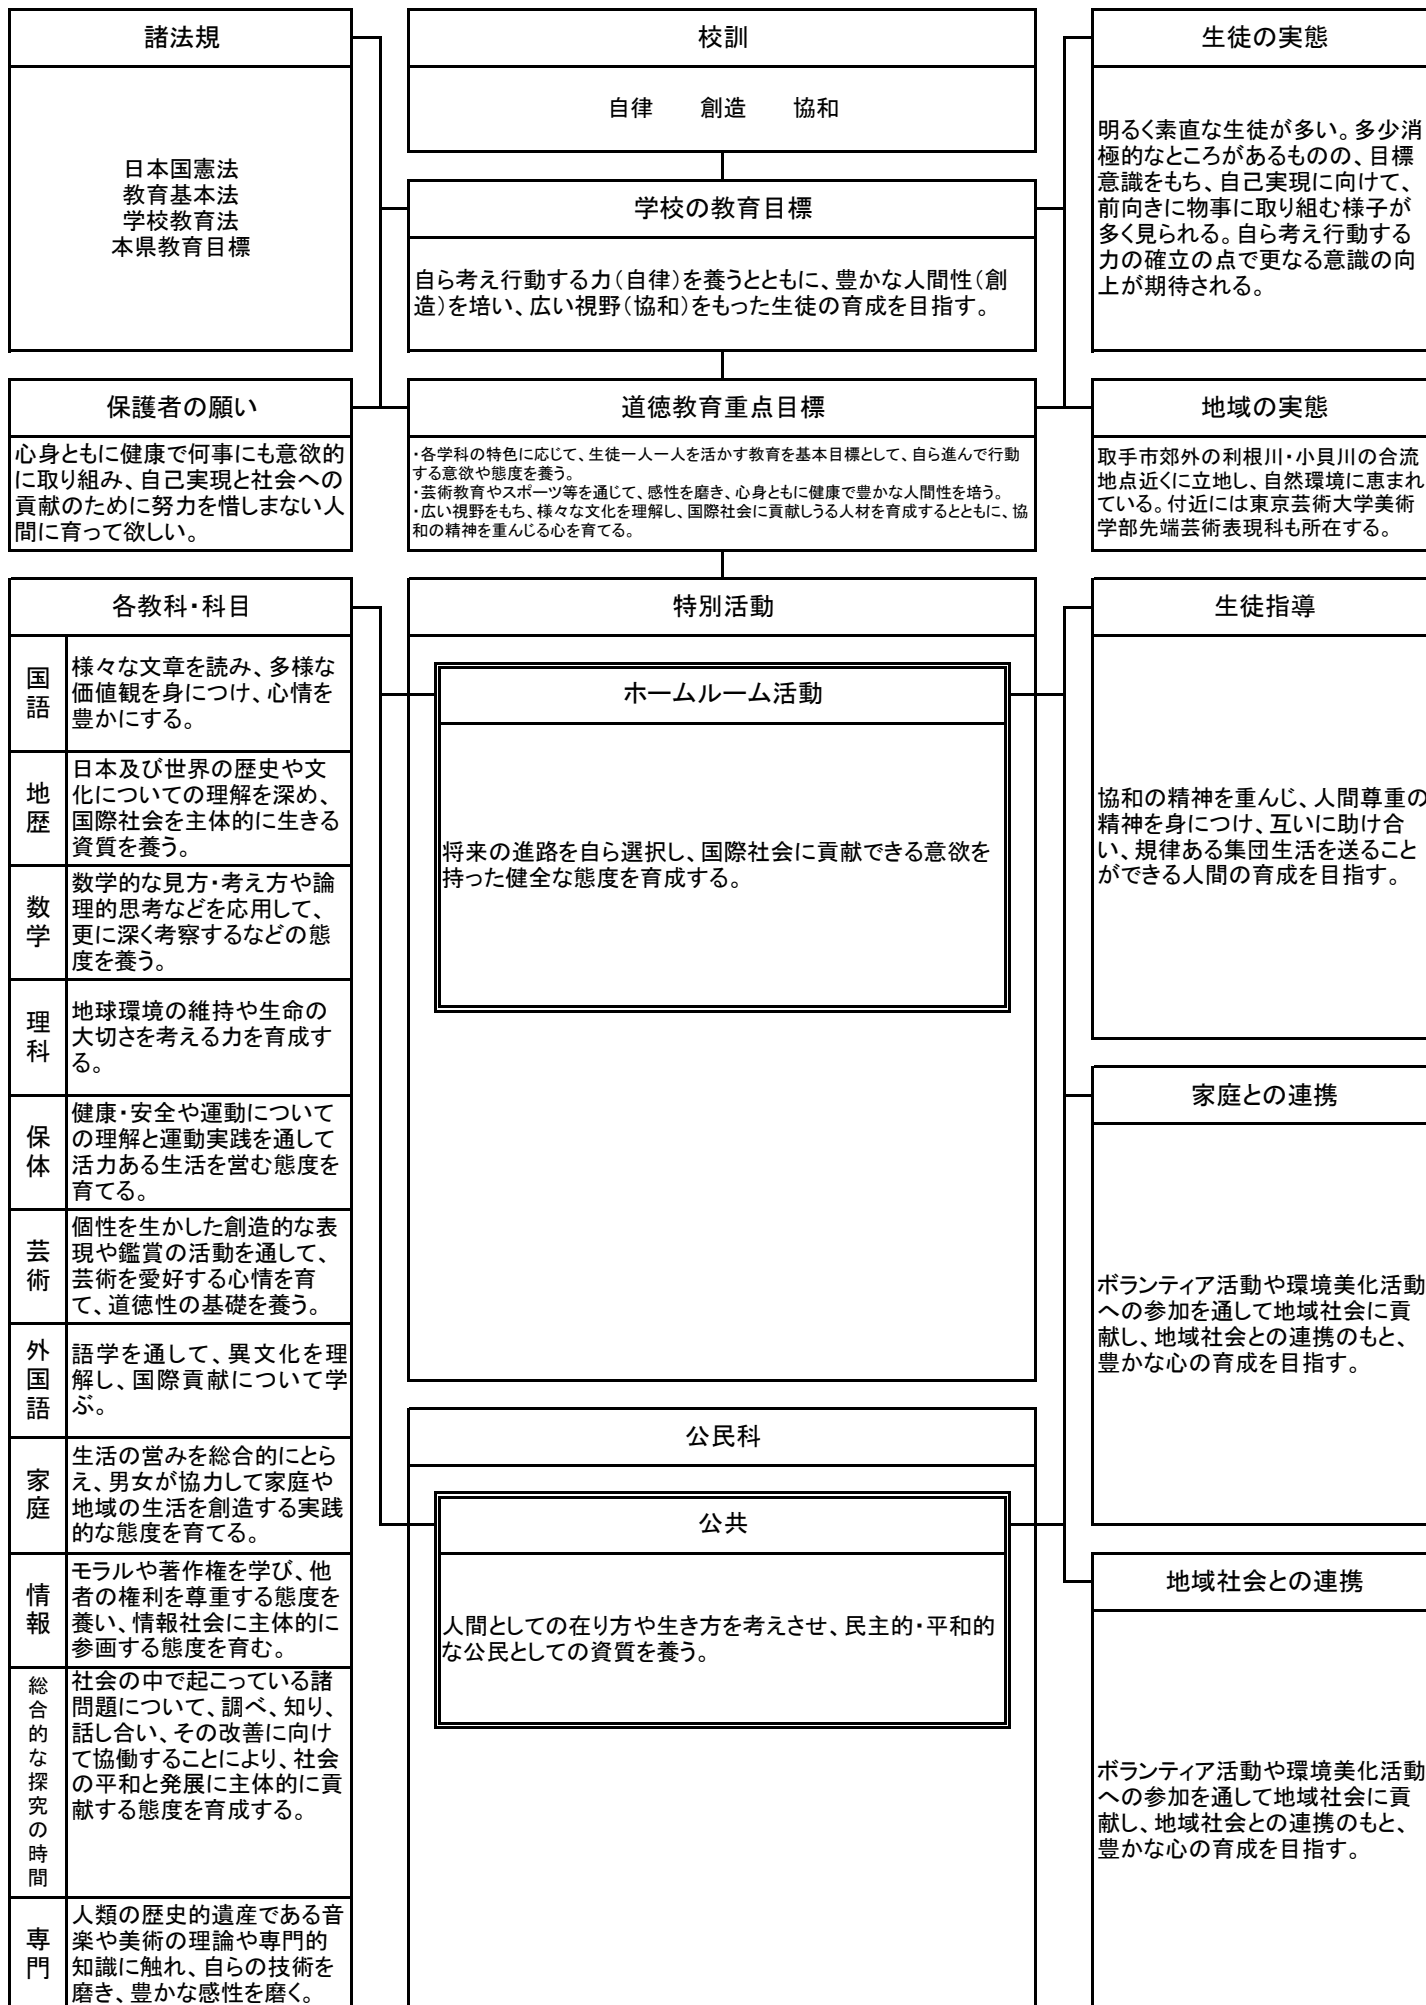 諸法規
日本国憲法
教育基本法
学校教育法
本県教育目標
校訓
自律　　創造　　協和
学校の教育目標
自ら考え行動する力（自律）を養うとともに、豊かな人間性（創
造）を培い、広い視野（協和）をもった生徒の育成を目指す。
生徒の実態
明るく素直な生徒が多い。多少消
極的なところがあるものの、目標
意識をもち、自己実現に向けて、
前向きに物事に取り組む様子が
多く見られる。自ら考え行動する
力の確立の点で更なる意識の向
上が期待される。
保護者の願い
心身ともに健康で何事にも意欲的
に取り組み、自己実現と社会への
貢献のために努力を惜しまない人
間に育って欲しい。
道徳教育重点目標
・各学科の特色に応じて、生徒一人一人を活かす教育を基本目標として、自ら進んで行動
する意欲や態度を養う。
・芸術教育やスポーツ等を通じて、感性を磨き、心身ともに健康で豊かな人間性を培う。
・広い視野をもち、様々な文化を理解し、国際社会に貢献しうる人材を育成するとともに、協
和の精神を重んじる心を育てる。
地域の実態
取手市郊外の利根川・小貝川の合流
地点近くに立地し、自然環境に恵まれ
ている。付近には東京芸術大学美術
学部先端芸術表現科も所在する。
各教科・科目
国語
様々な文章を読み、多様な
価値観を身につけ、心情を
豊かにする。
地歴
日本及び世界の歴史や文
化についての理解を深め、
国際社会を主体的に生きる
資質を養う。
数学
数学的な見方・考え方や論
理的思考などを応用して、
更に深く考察するなどの態
度を養う。
理科
地球環境の維持や生命の
大切さを考える力を育成す
る。
保体
健康・安全や運動について
の理解と運動実践を通して
活力ある生活を営む態度を
育てる。
芸術
個性を生かした創造的な表
現や鑑賞の活動を通して、
芸術を愛好する心情を育
て、道徳性の基礎を養う。
外国語
語学を通して、異文化を理
解し、国際貢献について学
ぶ。
家庭
生活の営みを総合的にとら
え、男女が協力して家庭や
地域の生活を創造する実践
的な態度を育てる。
情報
モラルや著作権を学び、他
者の権利を尊重する態度を
養い、情報社会に主体的に
参画する態度を育む。
総合的な探究の時間
社会の中で起こっている諸
問題について、調べ、知り、
話し合い、その改善に向け
て協働することにより、社会
の平和と発展に主体的に貢
献する態度を育成する。
専門
人類の歴史的遺産である音
楽や美術の理論や専門的
知識に触れ、自らの技術を
磨き、豊かな感性を磨く。
特別活動
ホームルーム活動
将来の進路を自ら選択し、国際社会に貢献できる意欲を
持った健全な態度を育成する。
公民科
公共
人間としての在り方や生き方を考えさせ、民主的・平和的
な公民としての資質を養う。
生徒指導
協和の精神を重んじ、人間尊重の
精神を身につけ、互いに助け合
い、規律ある集団生活を送ること
ができる人間の育成を目指す。
家庭との連携
ボランティア活動や環境美化活動
への参加を通して地域社会に貢
献し、地域社会との連携のもと、
豊かな心の育成を目指す。
地域社会との連携
ボランティア活動や環境美化活動
への参加を通して地域社会に貢
献し、地域社会との連携のもと、
豊かな心の育成を目指す。